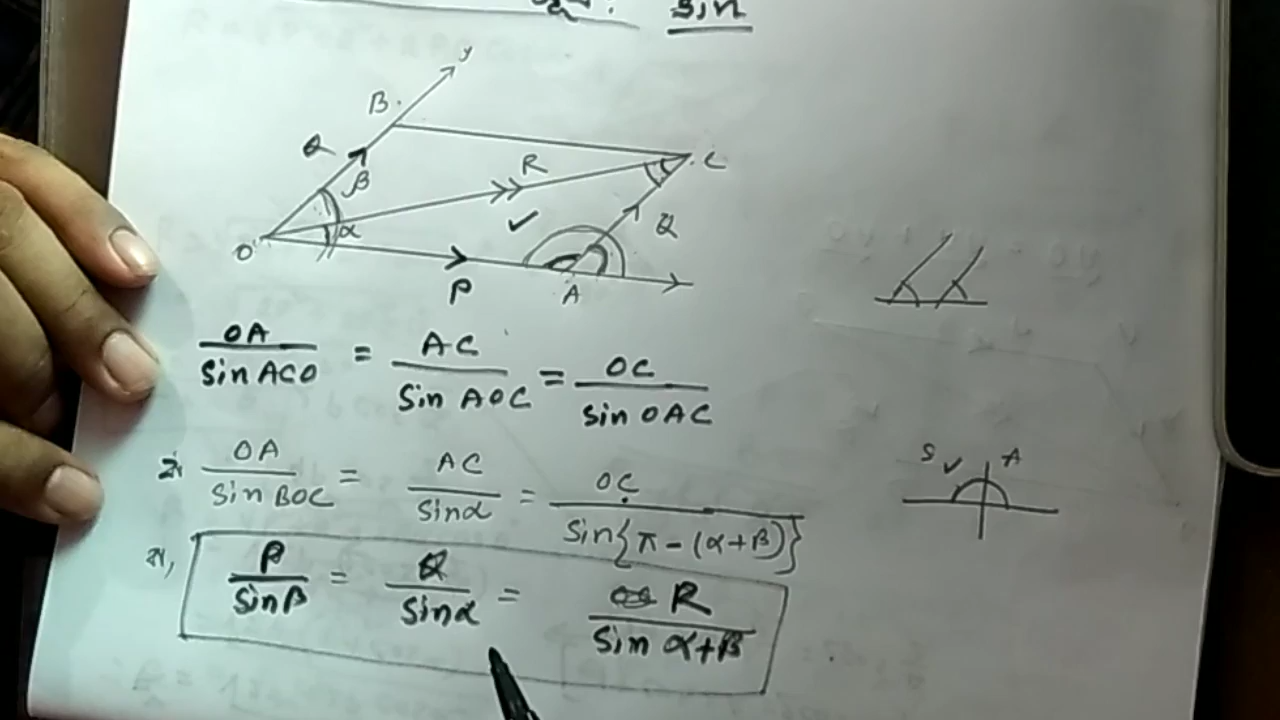 sin
y
B
Q
β
R
C
α
Q
O
P
A
OA/sin ACO = AC/sin AOC = OC/sin OAC
বা, OA/sin BOC = AC/sinα = OC/sin{π-(α+β)}
S A
বা, P/sinβ = Q/sinα = R/sin α+β